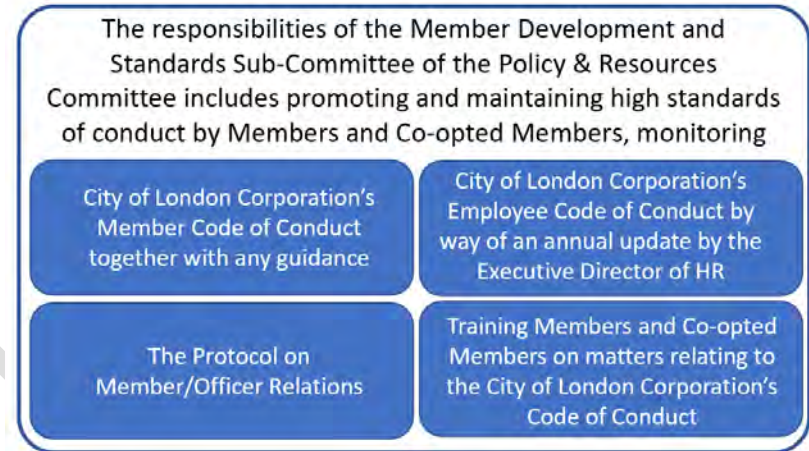 The responsibilities of the Member Development and
Standards Sub-Committee of the Policy & Resources
Committee includes promoting and maintaining high standards
of conduct by Members and Co-opted Members, monitoring
City of London Corporation's
Member Code of Conduct
together with any guidance
City of London Corporation's
Employee Code of Conduct by
way of an annual update by the
Executive Director of HR
The Protocol on
Member/Officer Relations
Training Members and Co-opted
Members on matters relating to
the City of London Corporation's
Code of Conduct